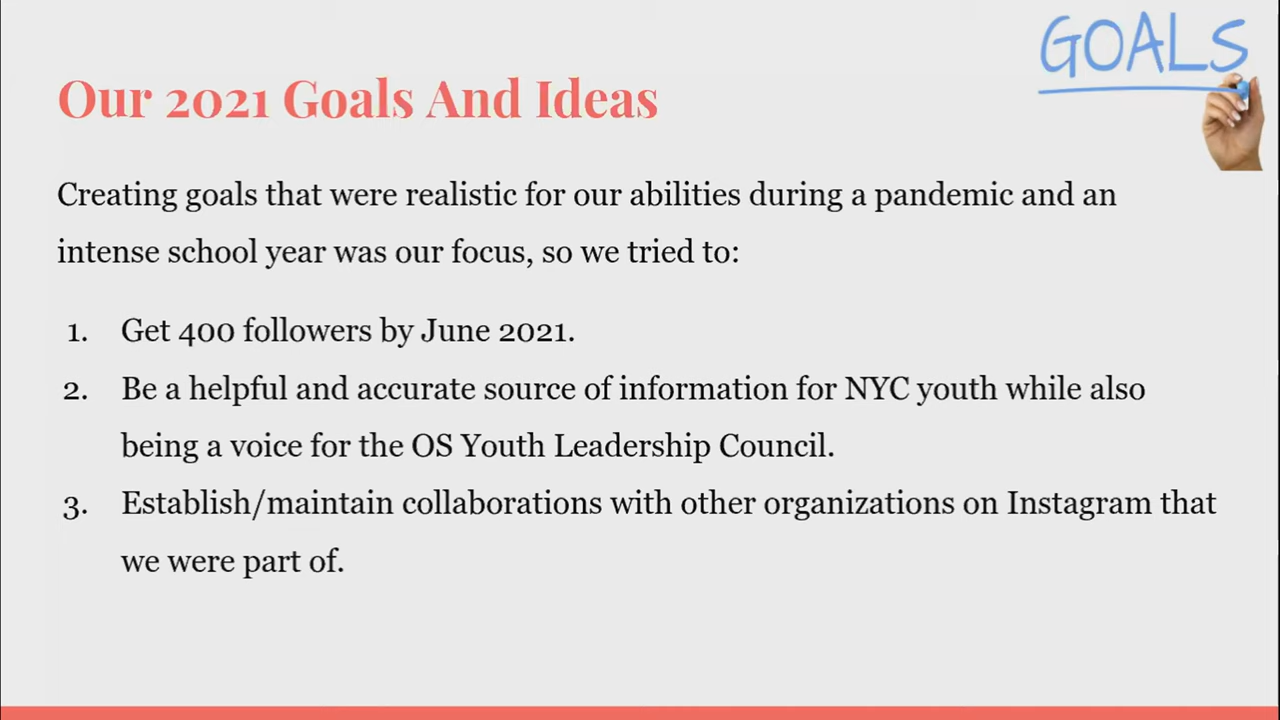 GOALS
Our 2021 Goals And Ideas
Creating goals that were realistic for our abilities during a pandemic and an
intense school year was our focus, so we tried to:
1. Get 400 followers by June 2021.
2. Be a helpful and accurate source of information for NYC youth while also
being a voice for the OS Youth Leadership Council.
3. Establish/maintain collaborations with other organizations on Instagram that
we were part of.